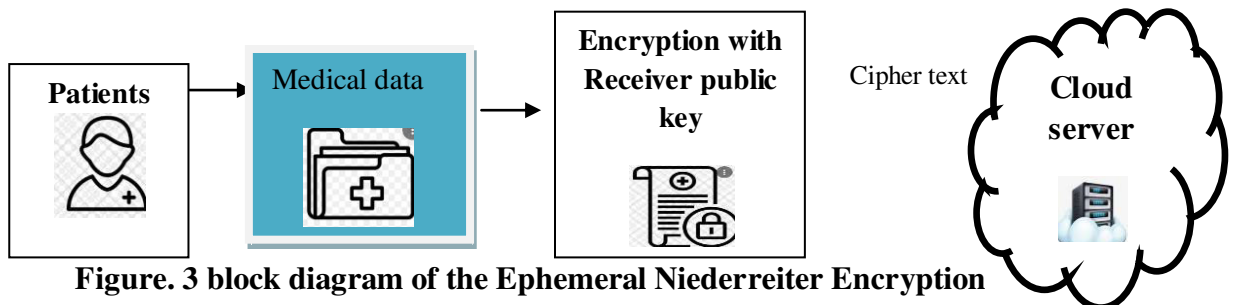 Patients
Medical data
Encryption with
Receiver public
key
Cipher text
Cloud
server
Figure. 3 block diagram of the Ephemeral Niederreiter Encryption